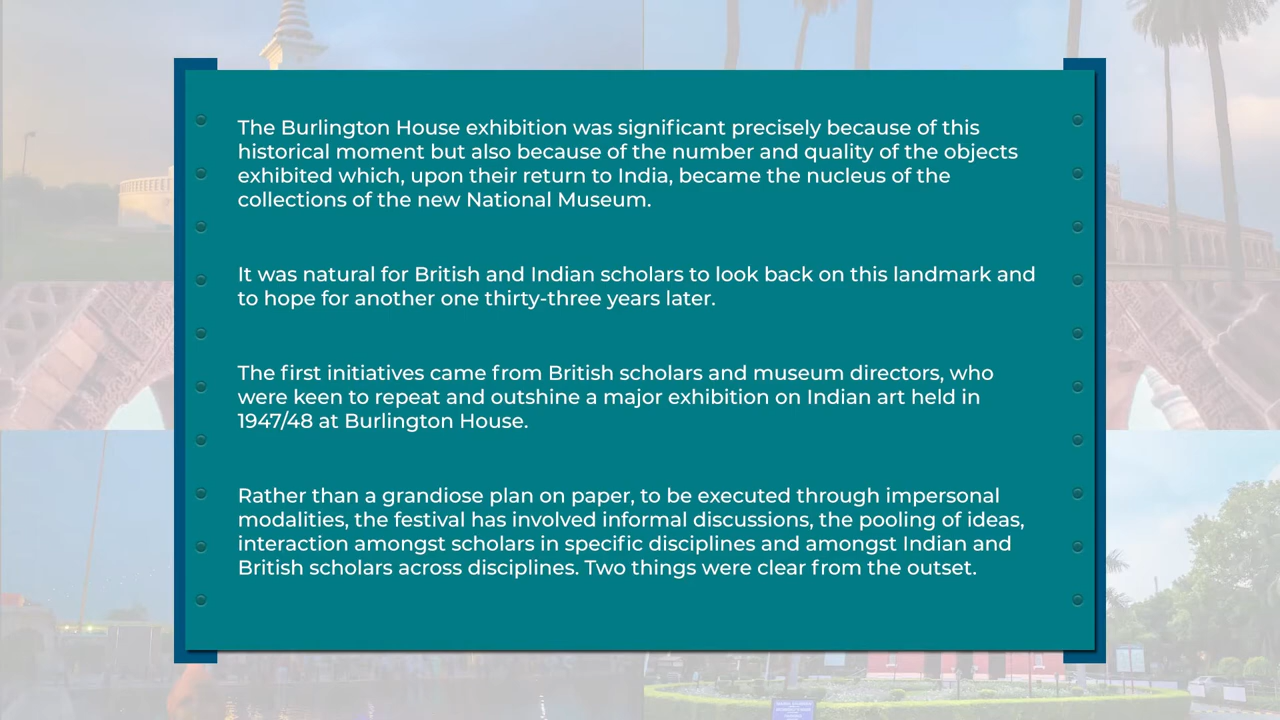 The Burlington House exhibition was significant precisely because of this
historical moment but also because of the number and quality of the objects
exhibited which, upon their return to India, became the nucleus of the
collections of the new National Museum.
It was natural for British and Indian scholars to look back on this landmark and
to hope for another one thirty-three years later.
The first initiatives came from British scholars and museum directors, who
were keen to repeat and outshine a major exhibition on Indian art held in
1947/48 at Burlington House.
Rather than a grandiose plan on paper, to be executed through impersonal
modalities, the festival has involved informal discussions, the pooling of ideas,
interaction amongst scholars in specific disciplines and amongst Indian and
British scholars across disciplines. Two things were clear from the outset.